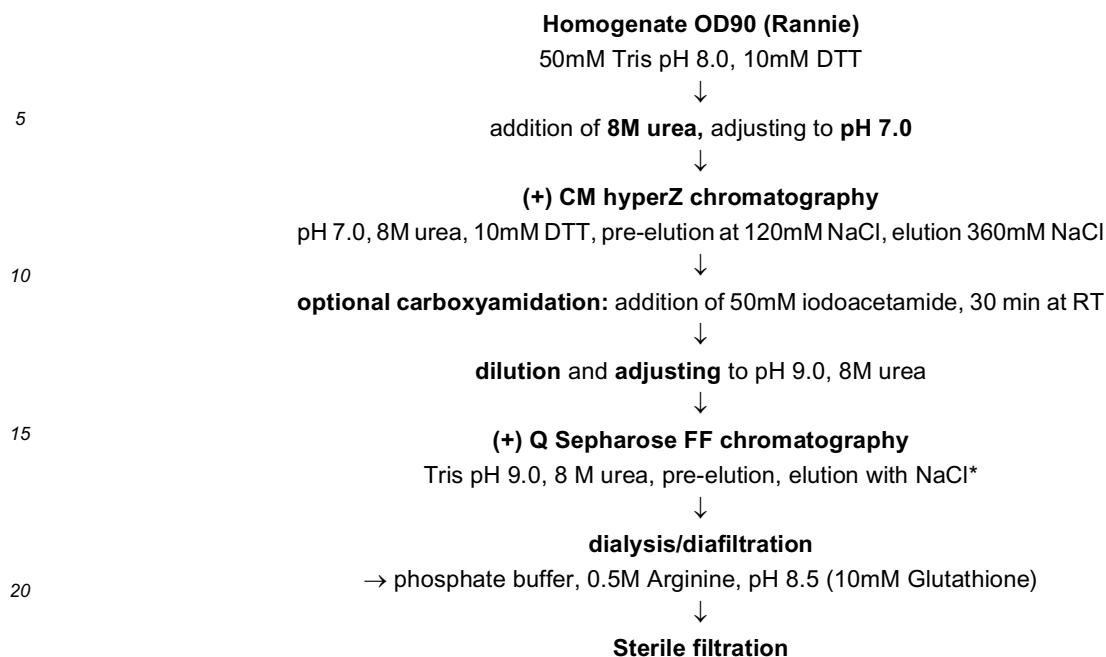 Homogenate OD90 (Rannie)
50mM Tris pH 8.0, 10mM DTT
↓
5
addition of 8M urea, adjusting to pH 7.0
↓
(+) CM hyperZ chromatography
pH 7.0, 8M urea, 10mM DTT, pre-elution at 120mM NaCl, elution 360mM NaCl
↓
10
optional carboxyamidation: addition of 50mM iodoacetamide, 30 min at RT
↓
dilution and adjusting to pH 9.0, 8M urea
↓
15
(+) Q Sepharose FF chromatography
Tris pH 9.0, 8 M urea, pre-elution, elution with NaCl*
↓
dialysis/diafiltration
20
→ phosphate buffer, 0.5M Arginine, pH 8.5 (10mM Glutathione)
↓
Sterile filtration